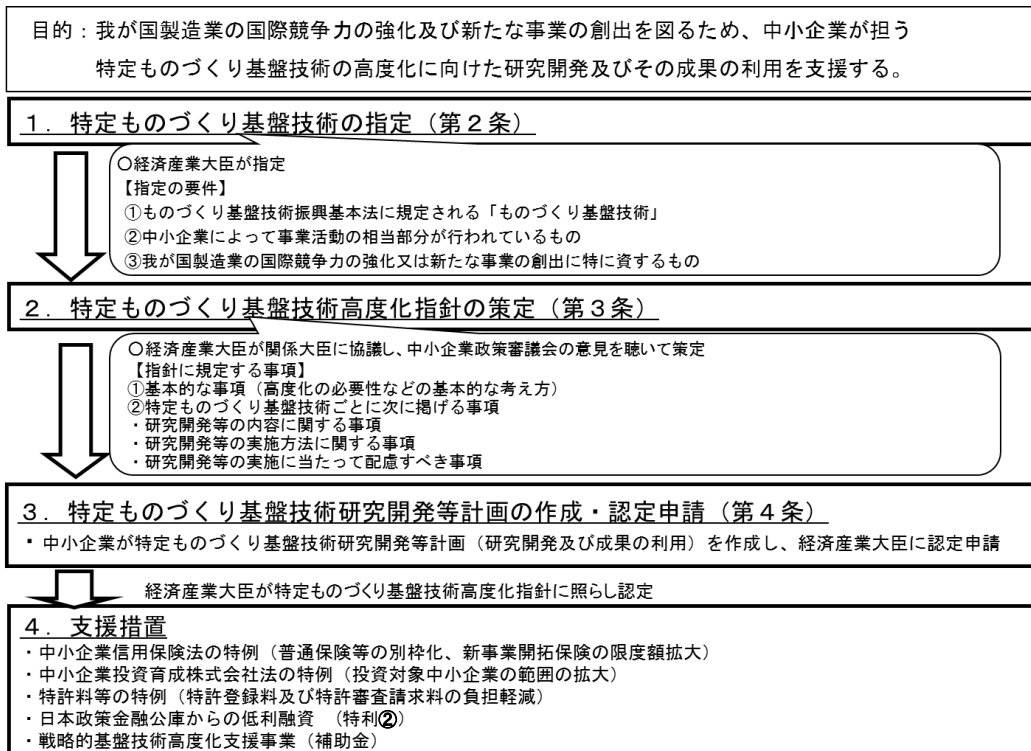 目的：我が国製造業の国際競争力の強化及び新たな事業の創出を図るため、中小企業が担う
特定ものづくり基盤技術の高度化に向けた研究開発及びその成果の利用を支援する。
１．特定ものづくり基盤技術の指定（第２条）
○経済産業大臣が指定
【指定の要件】
①ものづくり基盤技術振興基本法に規定される「ものづくり基盤技術」
②中小企業によって事業活動の相当部分が行われているもの
③我が国製造業の国際競争力の強化又は新たな事業の創出に特に資するもの
２．特定ものづくり基盤技術高度化指針の策定（第３条）
○経済産業大臣が関係大臣に協議し、中小企業政策審議会の意見を聴いて策定
【指針に規定する事項】
①基本的な事項（高度化の必要性などの基本的な考え方）
②特定ものづくり基盤技術ごとに次に掲げる事項
・研究開発等の内容に関する事項
・研究開発等の実施方法に関する事項
・研究開発等の実施に当たって配慮すべき事項
３．特定ものづくり基盤技術研究開発等計画の作成・認定申請（第４条）
・中小企業が特定ものづくり基盤技術研究開発等計画（研究開発及び成果の利用）を作成し、経済産業大臣に認定申請
経済産業大臣が特定ものづくり基盤技術高度化指針に照らし認定
４．支援措置
・中小企業信用保険法の特例（普通保険等の別枠化、新事業開拓保険の限度額拡大）
・中小企業投資育成株式会社法の特例（投資対象中小企業の範囲の拡大）
・特許料等の特例（特許登録料及び特許審査請求料の負担軽減）
・日本政策金融公庫からの低利融資　（特利②）
・戦略的基盤技術高度化支援事業（補助金）